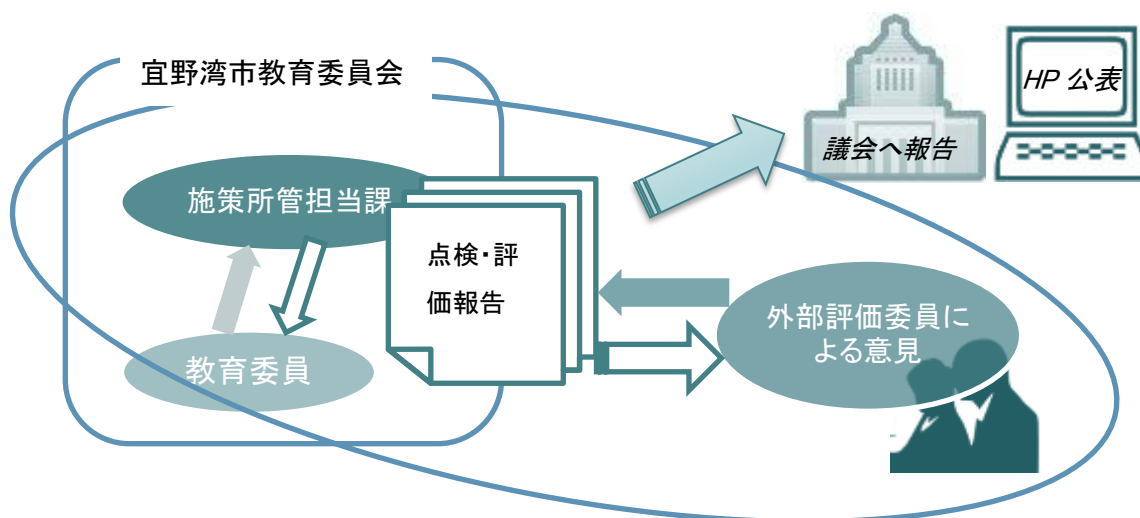 宜野湾市教育委員会
HP 公表
議会へ報告
施策所管担当課
点検・評
価報告
外部評価委員に
よる意見
教育委員